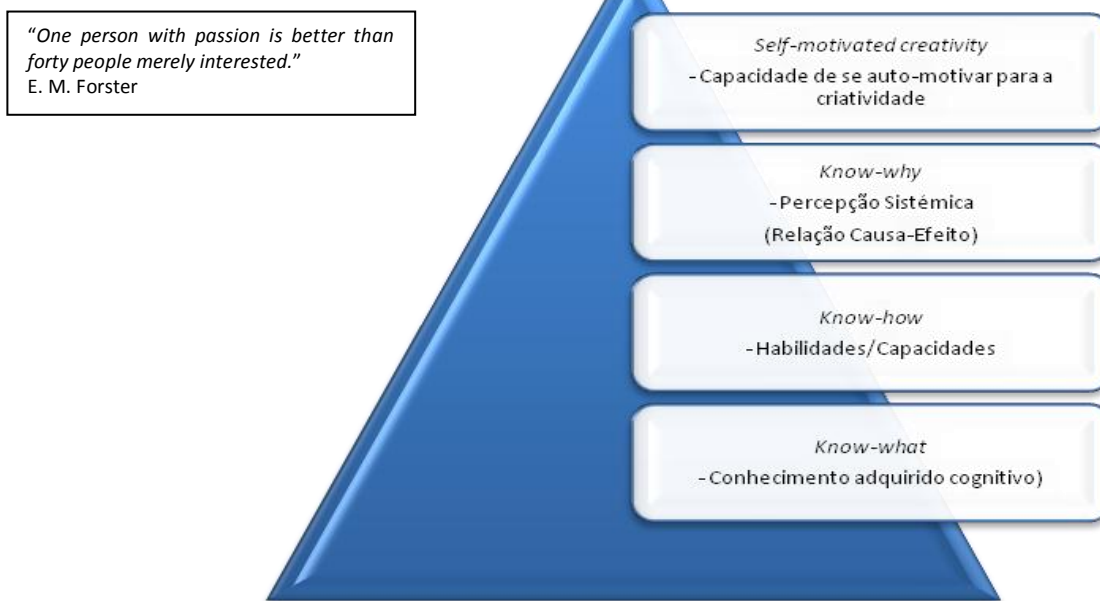 “One person with passion is better than
forty people merely interested.”
E. M. Forster
Self-motivated creativity
-Capacidade de se auto-motivar para a
criatividade
Know-why
-Percepção Sistémica
(Relação Causa-Efeito)
Know-how
-Habilidades/Capacidades
Know-what
-Conhecimento adquirido cognitivo)